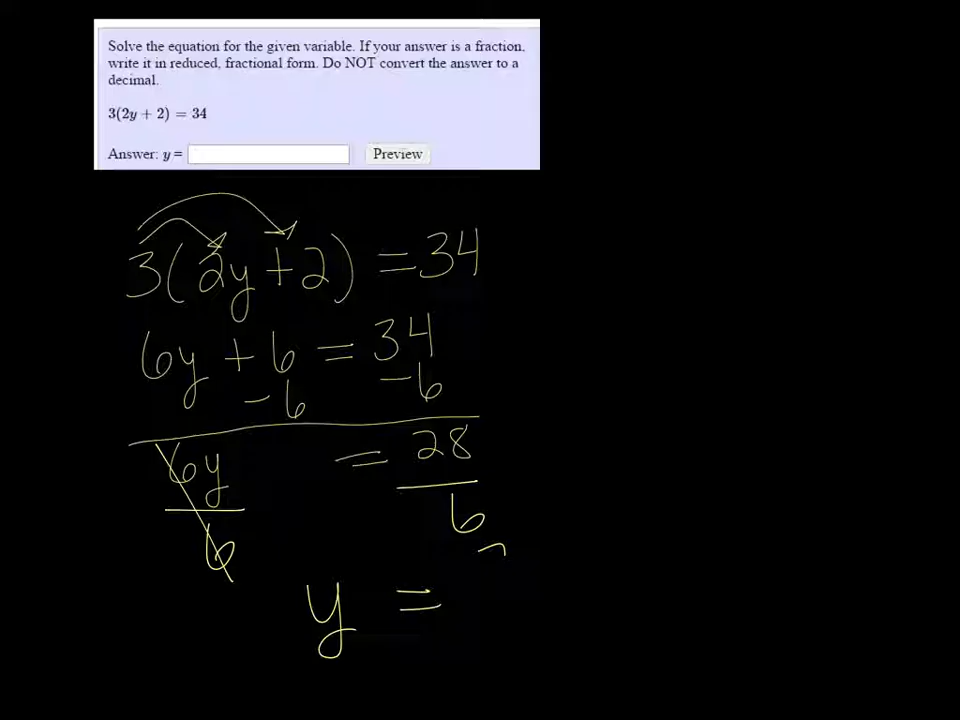 Solve the equation for the given variable. If your answer is a fraction,
write it in reduced, fractional form. Do NOT convert the answer to a
decimal.
3(2y + 2) = 34
Answer: y =
Preview
3(2y+2) = 34
6y + 6 = 34
-6 -6
6y = 28
6 6
y =